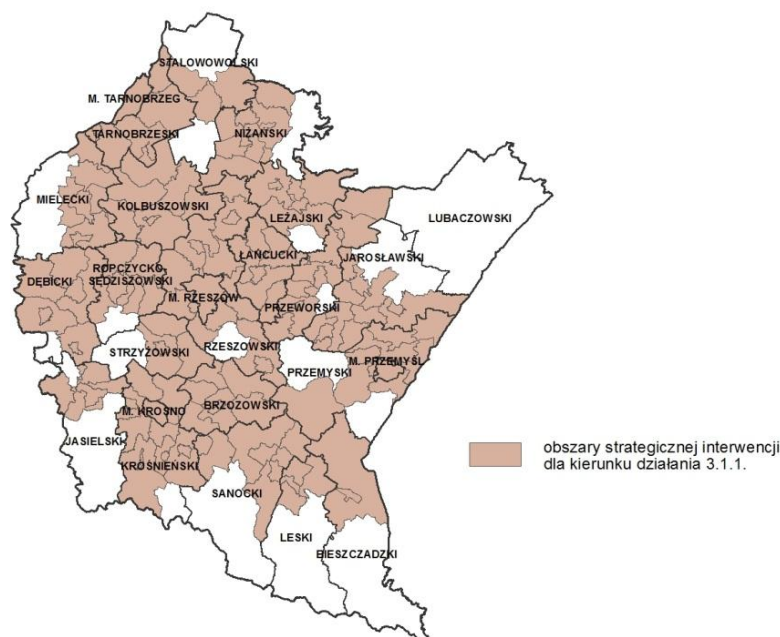 STALOWOWOLSKI
M. TARNOBRZEG
TARNOBRZESKI
NIŻAŃSKI
MIELECKI
KOLBUSZOWSKI
LEŻAJSKI
LUBACZOWSKI
ŁAŃCUCKI
JAROSŁAWSKI
DĘBICKI
ROPCZYCKO-
SĘDZISZOWSKI
M. RZESZÓW
PRZEWORSKI
STRZYŻOWSKI
RZESZOWSKI
PRZEMYSKI
M. PRZEMYŚL
M. KROSNO
BRZOZOWSKI
JASIELSKI
KROŚNIEŃSKI
SANOCKI
LESKI
BIESZCZADZKI
obszary strategicznej interwencji
dla kierunku działania 3.1.1.